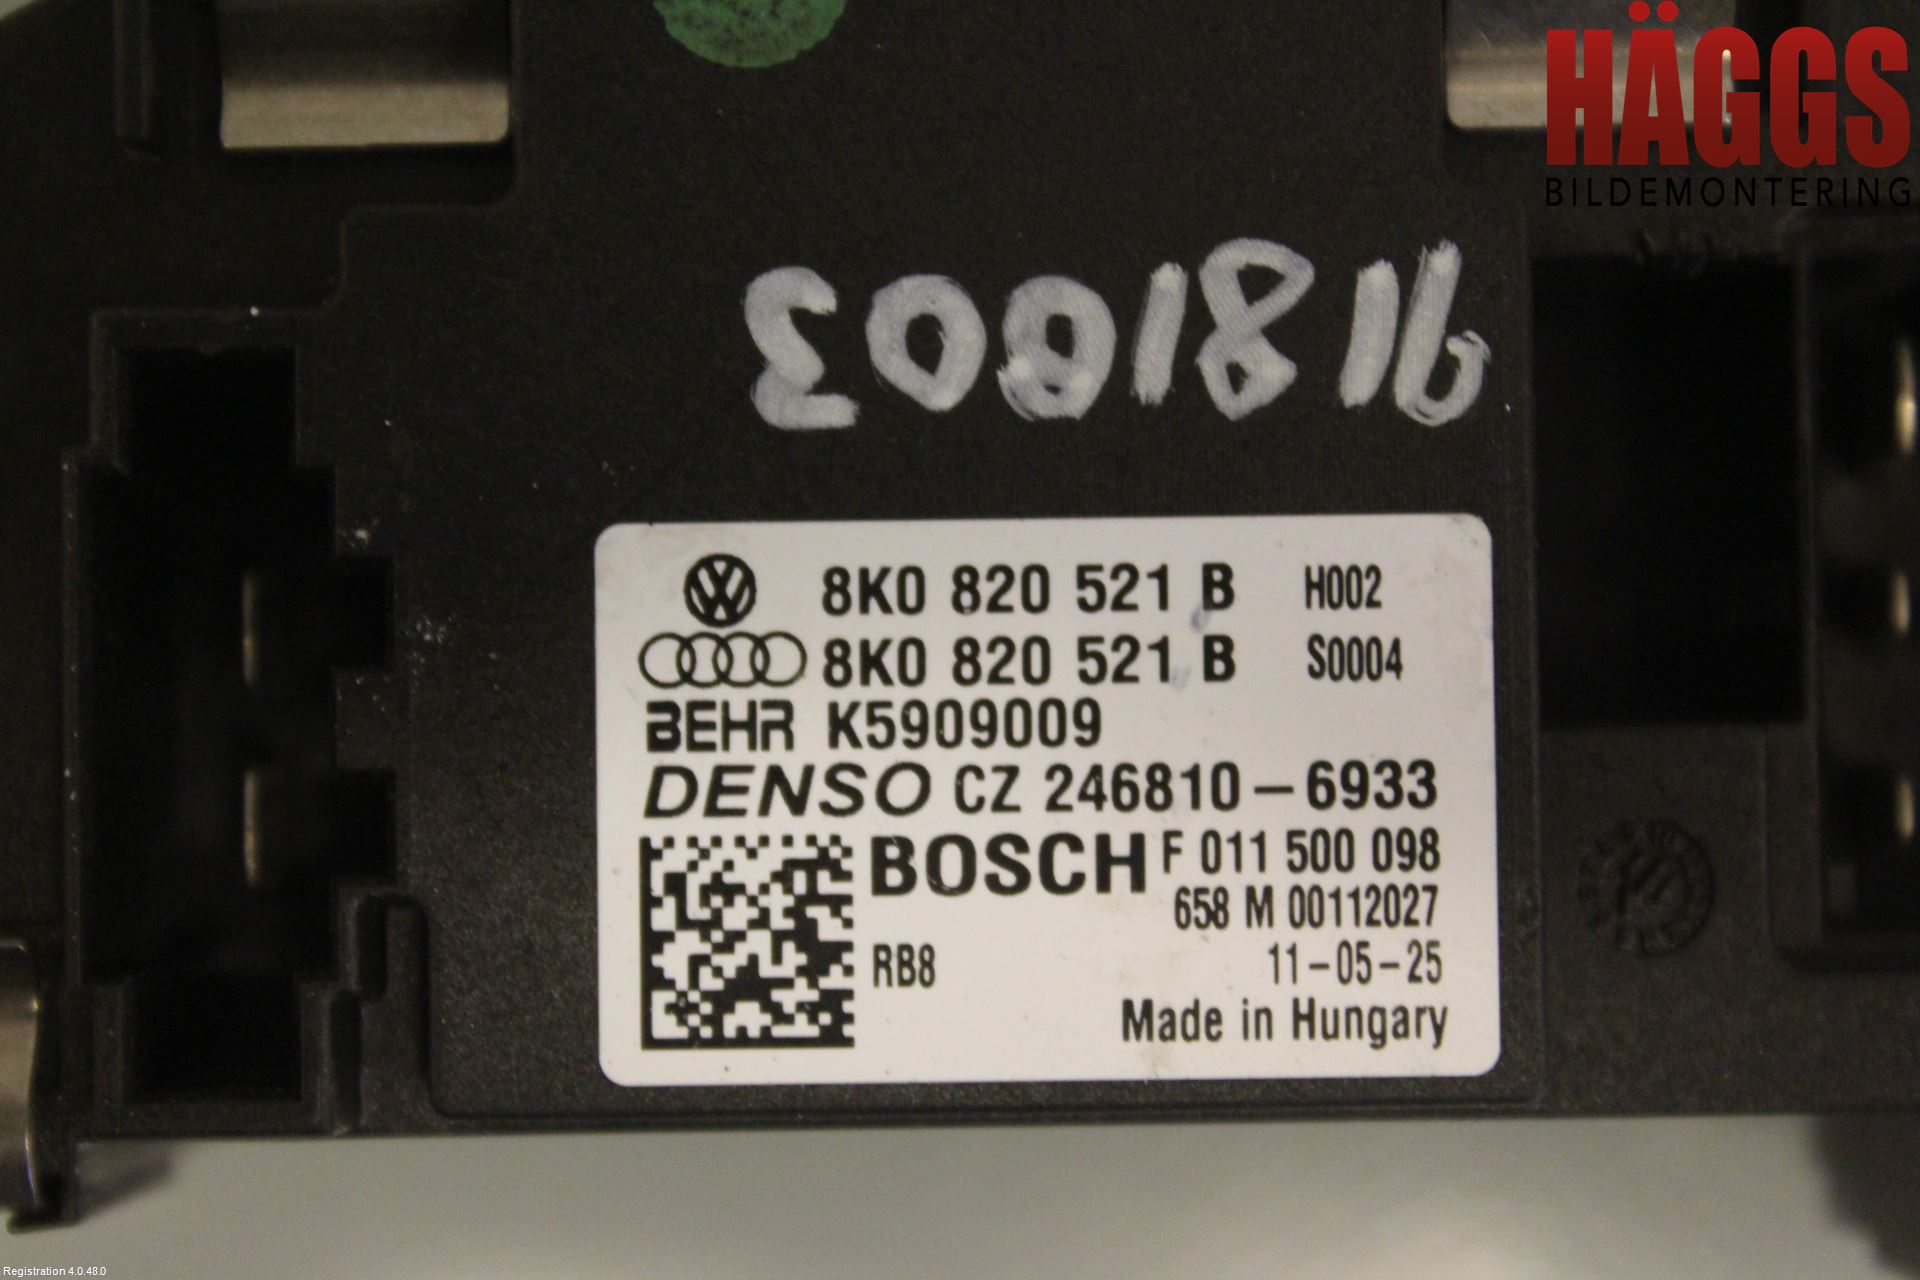 HÄGGS
BILDEMONTERING
9181003
8K0 820 521 B H002
8K0 820 521 B S0004
BEHR K5909009
DENSO CZ 246810-6933
BOSCH F 011 500 098
658 M 00112027
RB8 11-05-25
Made in Hungary
Registration 4.0.48.0